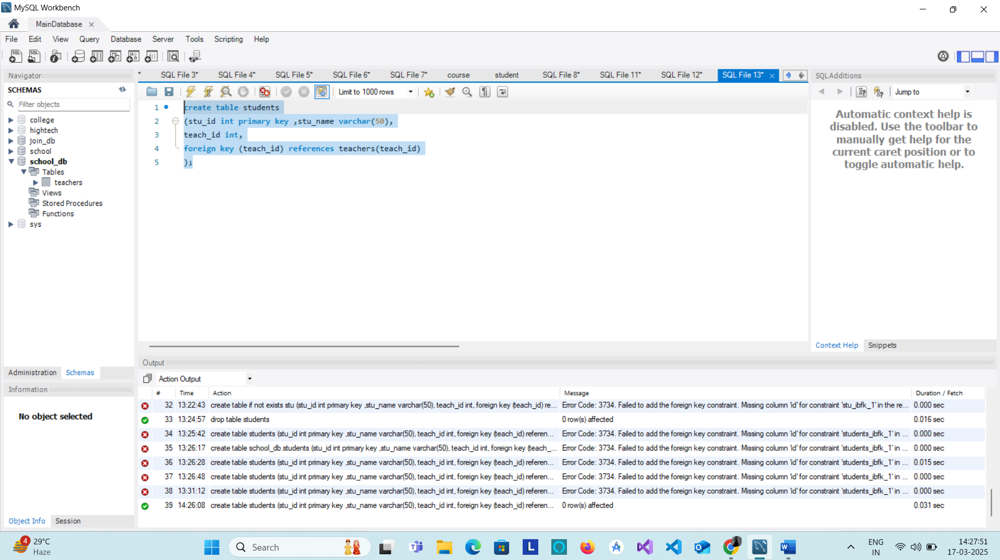 MySQL Workbench
MainDatabase
File Edit View Query Database Server Tools Scripting Help
Navigator
SCHEMAS
Filter objects
college
hightech
join_db
school
school_db
Tables
teachers
Views
Stored Procedures
Functions
sys
Administration Schemas
Information
No object selected
Object Info Session
SQL File 3* SQL File 4* SQL File 5* SQL File 6* SQL File 7* course student SQL File 8* SQL File 11* SQL File 12* SQL File 13*
Limit to 1000 rows
1 create table students
2 (stu_id int primary key ,stu_name varchar(50),
3 teach_id int,
4 foreign key (teach_id) references teachers(teach_id)
5 );
SQLAdditions
Jump to
Automatic context help is
disabled. Use the toolbar to
manually get help for the
current caret position or to
toggle automatic help.
Context Help Snippets
Output
Action Output
# Time Action Message Duration / Fetch
32 13:22:43 create table if not exists stu (stu_id int primary key ,stu_name varchar(50), teach_id int, foreign key (teach_id) re... Error Code: 3734. Failed to add the foreign key constraint. Missing column 'id' for constraint 'stu_ibfk_1' in the re... 0.000 sec
33 13:24:57 drop table students 0 row(s) affected 0.016 sec
34 13:25:42 create table students (stu_id int primary key ,stu_name varchar(50), teach_id int, foreign key (teach_id) referen... Error Code: 3734. Failed to add the foreign key constraint. Missing column 'id' for constraint 'students_ibfk_1' in ... 0.000 sec
35 13:26:17 create table school_db.students (stu_id int primary key ,stu_name varchar(50), teach_id int, foreign key (teach_... Error Code: 3734. Failed to add the foreign key constraint. Missing column 'id' for constraint 'students_ibfk_1' in ... 0.000 sec
36 13:26:28 create table students (stu_id int primary key ,stu_name varchar(50), teach_id int, foreign key (teach_id) referen... Error Code: 3734. Failed to add the foreign key constraint. Missing column 'id' for constraint 'students_ibfk_1' in ... 0.015 sec
37 13:26:48 create table students (stu_id int primary key ,stu_name varchar(50), teach_id int, foreign key (teach_id) referen... Error Code: 3734. Failed to add the foreign key constraint. Missing column 'id' for constraint 'students_ibfk_1' in ... 0.000 sec
38 13:31:12 create table students (stu_id int primary key ,stu_name varchar(50), teach_id int, foreign key (teach_id) referen... Error Code: 3734. Failed to add the foreign key constraint. Missing column 'id' for constraint 'students_ibfk_1' in ... 0.000 sec
39 14:26:08 create table students (stu_id int primary key ,stu_name varchar(50), teach_id int, foreign key (teach_id) referen... 0 row(s) affected 0.031 sec
4 29°C
Haze
Search
ENG
IN
14:27:51
17-03-2025